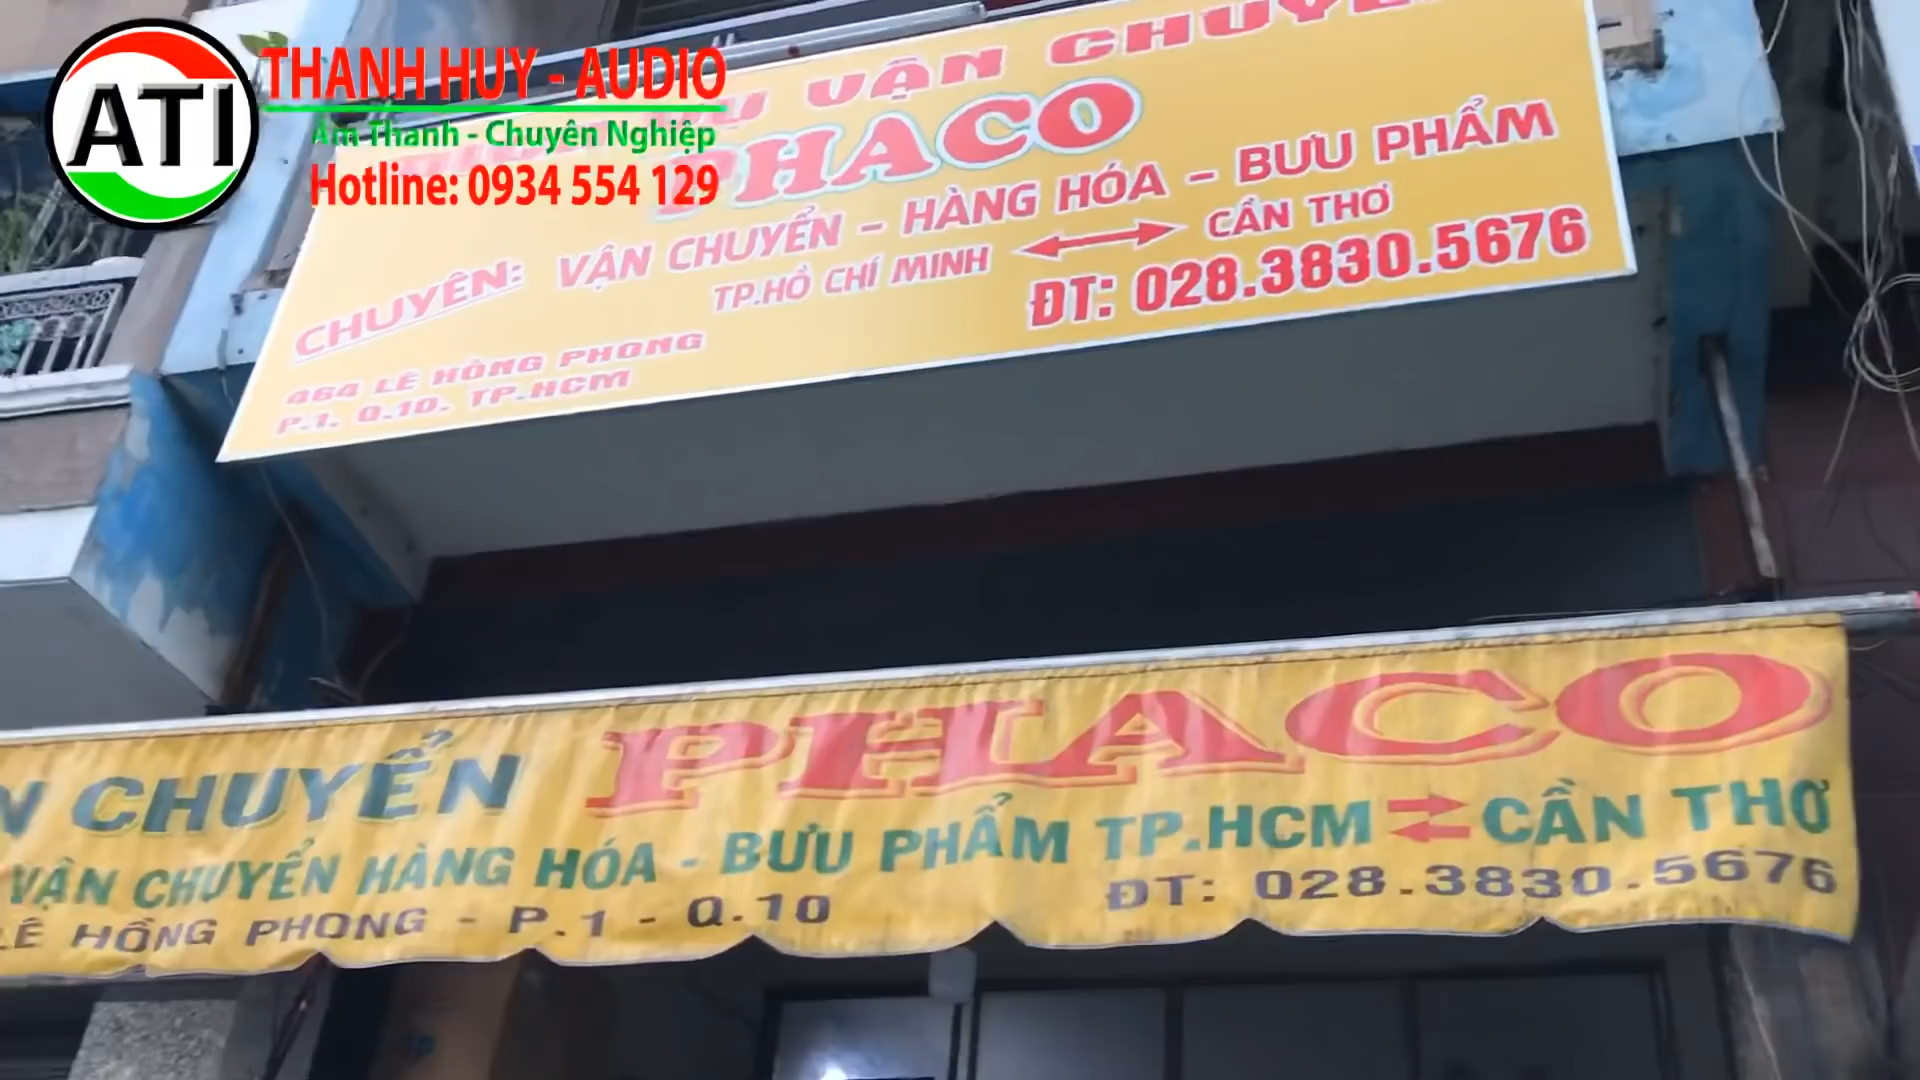 ATI
THANH HUY - AUDIO
Âm Thanh - Chuyên Nghiệp
Hotline: 0934 554 129
VẬN CHUYỂN
PHACO
CHUYÊN: VẬN CHUYỂN - HÀNG HÓA - BƯU PHẨM
TP.HỒ CHÍ MINH CẦN THƠ
464 LÊ HỒNG PHONG
P.1. Q.10. TP.HCM
ĐT: 028.3830.5676
CHUYỂN PHACO
VẬN CHUYỂN HÀNG HÓA - BƯU PHẨM TP.HCM CẦN THƠ
LÊ HỒNG PHONG - P.1 - Q.10 ĐT: 028.3830.5676